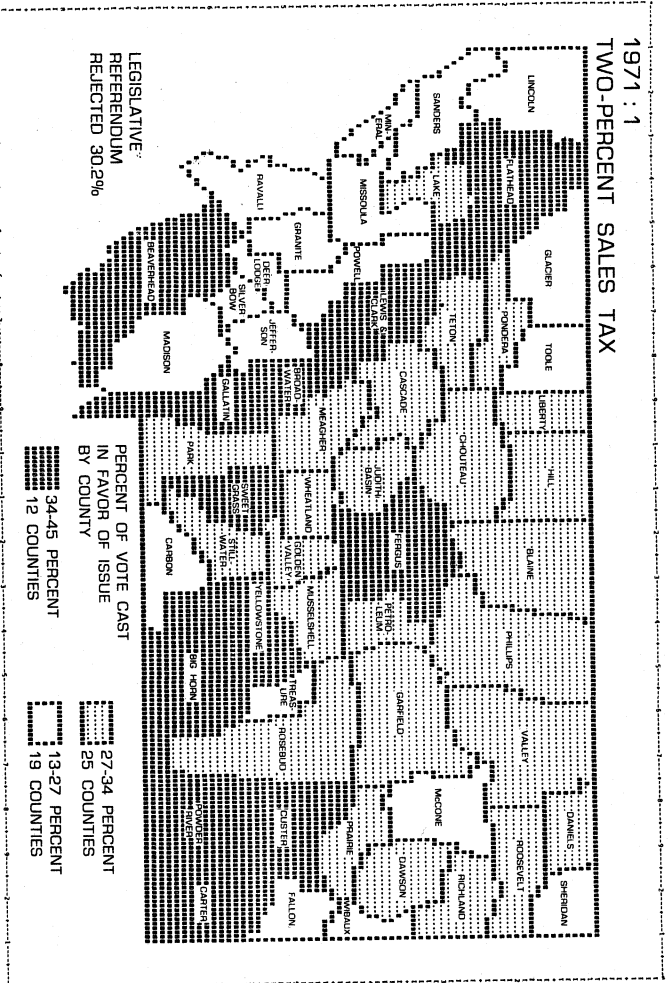 1971 : 1
TWO-PERCENT SALES TAX
LINCOLN
FLATHEAD
GLACIER
TOOLE
LIBERTY
HILL
BLAINE
PHILLIPS
VALLEY
DANIELS
SHERIDAN
ROOSEVELT
PONDERA
TETON
CHOUTEAU
SANDERS
LAKE
MIN-
ERAL
MISSOULA
POWELL
LEWIS &
CLARK
CASCADE
JUDITH
BASIN
FERGUS
PETRO-
LEUM
GARFIELD
McCONE
RICHLAND
DAWSON
PRAIRIE
WIBAUX
RAVALLI
GRANITE
DEER
LODGE
SILVER
BOW
JEFFER-
SON
BROAD-
WATER
MEAGHER
WHEATLAND
GOLDEN
VALLEY
MUSSELSHELL
TREAS-
URE
ROSEBUD
CUSTER
FALLON
BEAVERHEAD
MADISON
GALLATIN
PARK
SWEET
GRASS
STILL-
WATER
CARBON
YELLOWSTONE
BIG HORN
POWDER
RIVER
CARTER
LEGISLATIVE
REFERENDUM
REJECTED 30.2%
PERCENT OF VOTE CAST
IN FAVOR OF ISSUE
BY COUNTY
34-45 PERCENT
12 COUNTIES
27-34 PERCENT
25 COUNTIES
13-27 PERCENT
19 COUNTIES